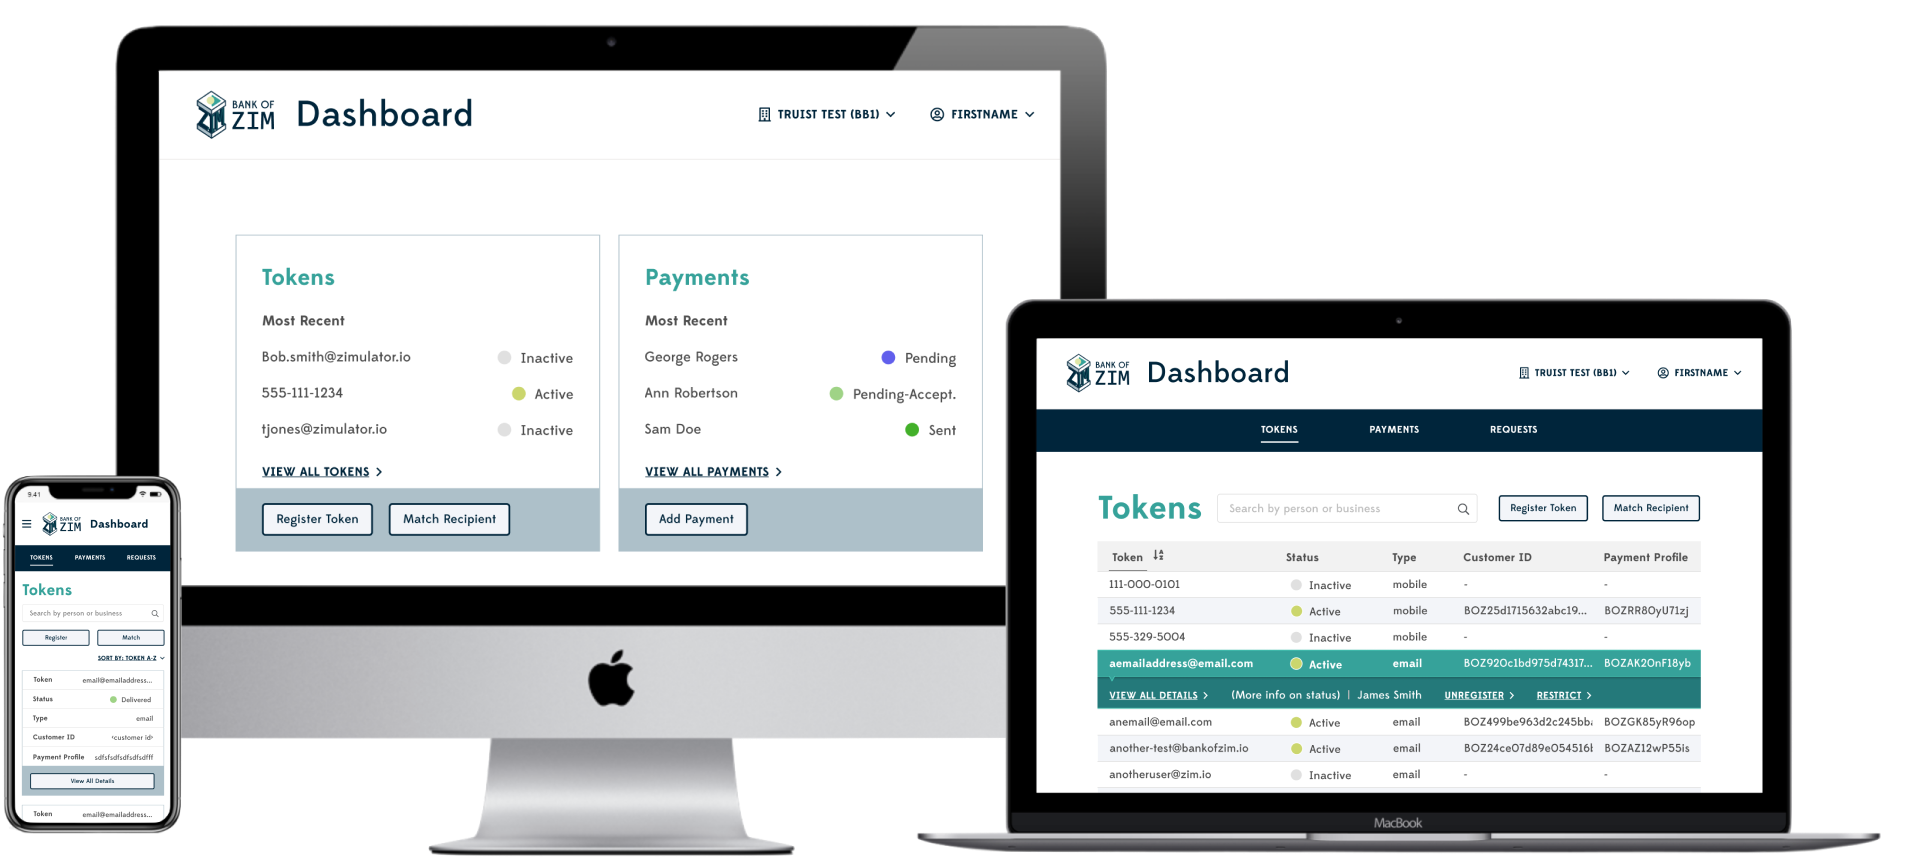 BANK OF
ZIM
Dashboard
TRUIST TEST (BB1)
FIRSTNAME
Tokens
Most Recent
Bob.smith@zimulator.io
Inactive
555-111-1234
Active
tjones@zimulator.io
Inactive
VIEW ALL TOKENS >
Register Token
Match Recipient
Payments
Most Recent
George Rogers
Pending
Ann Robertson
Pending-Accept.
Sam Doe
Sent
VIEW ALL PAYMENTS >
Add Payment
9:41
BANK OF
ZIM
Dashboard
TOKENS PAYMENTS REQUESTS
Tokens
Search by person or business
Register
Match
SORT BY: TOKEN A-Z
Token email@emailaddress...
Status Delivered
Type email
Customer ID <customer id>
Payment Profile sdfsfsdfsdfsdfsdfff
View All Details
Token email@emailaddress...
BANK OF
ZIM
Dashboard
TRUIST TEST (BB1)
FIRSTNAME
TOKENS PAYMENTS REQUESTS
Tokens
Search by person or business
Register Token
Match Recipient
Token Status Type Customer ID Payment Profile
111-000-0101 Inactive mobile - -
555-111-1234 Active mobile BOZ25d1715632abc19... BOZRR80yU71zj
555-329-5004 Inactive mobile - -
aemailaddress@email.com Active email BOZ920c1bd975d74317... BOZAK20nF18yb
VIEW ALL DETAILS > (More info on status) | James Smith UNREGISTER > RESTRICT >
anemail@email.com Active email BOZ499be963d2c245bb BOZGK85yR96op
another-test@bankofzim.io Active email BOZ24ce07d89e054516 BOZAZ12wP55is
anotheruser@zim.io Inactive email - -
MacBook